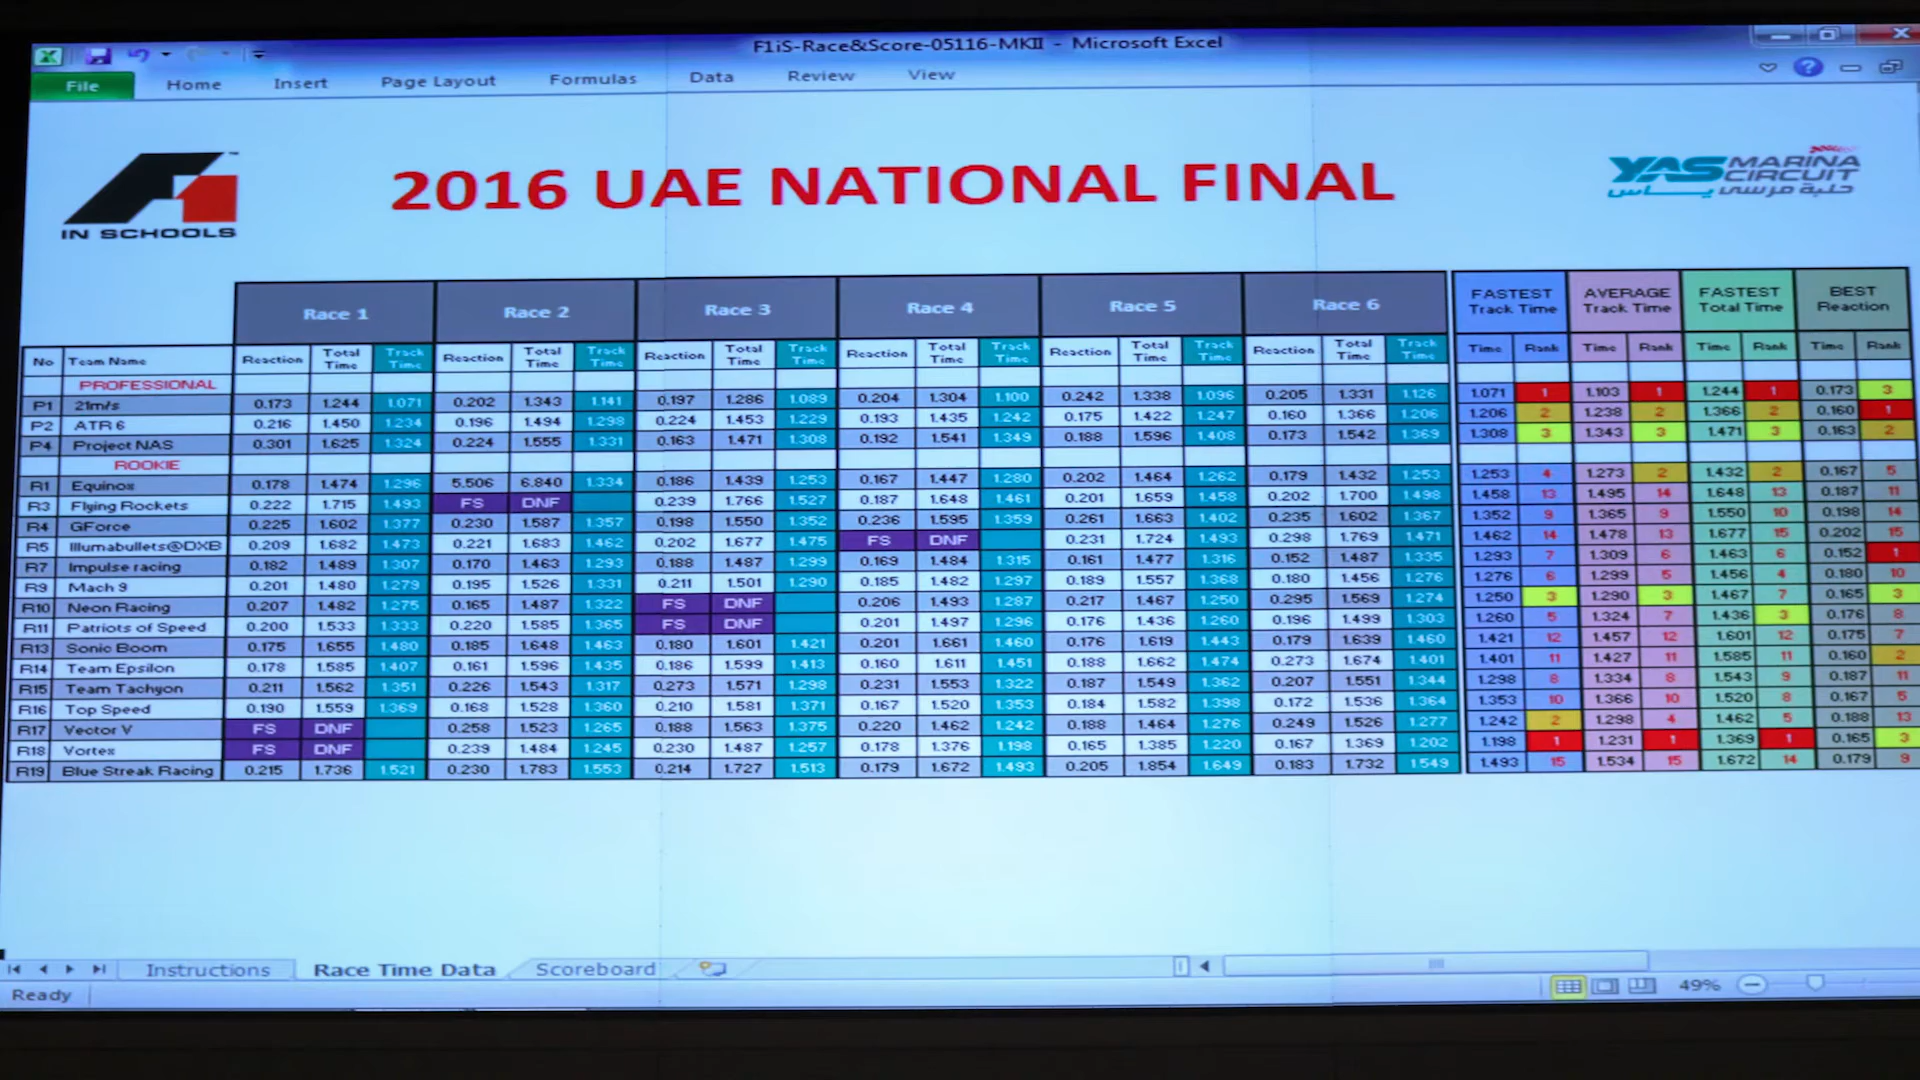 F1iS-Race&Score-05116-MKII - Microsoft Excel
File Home Insert Page Layout Formulas Data Review View
IN SCHOOLS
2016 UAE NATIONAL FINAL
YAS MARINA CIRCUIT
حلبة مرسى ياس
Race 1 Race 2 Race 3 Race 4 Race 5 Race 6 FASTEST Track Time AVERAGE Track Time FASTEST Total Time BEST Reaction
No Team Name Reaction Total Time Track Time Reaction Total Time Track Time Reaction Total Time Track Time Reaction Total Time Track Time Reaction Total Time Track Time Reaction Total Time Track Time Time Rank Time Rank Time Rank Time Rank
PROFESSIONAL
P1 21m/s 0.173 1.244 1.071 0.202 1.343 1.141 0.197 1.286 1.089 0.204 1.304 1.100 0.242 1.338 1.096 0.205 1.331 1.126 1.071 1 1.103 1 1.244 1 0.173 3
P2 ATR 6 0.216 1.450 1.234 0.196 1.494 1.298 0.224 1.453 1.229 0.193 1.435 1.242 0.175 1.422 1.247 0.160 1.366 1.206 1.206 2 1.238 2 1.366 2 0.160 1
P4 Project NAS 0.301 1.625 1.324 0.224 1.555 1.331 0.163 1.471 1.308 0.192 1.541 1.349 0.188 1.596 1.408 0.173 1.542 1.369 1.308 3 1.343 3 1.471 3 0.163 2
ROOKIE
R1 Equinox 0.178 1.474 1.296 5.506 6.840 1.334 0.186 1.439 1.253 0.167 1.447 1.280 0.202 1.464 1.262 0.179 1.432 1.253 1.253 4 1.273 2 1.432 2 0.167 5
R3 Flying Rockets 0.222 1.715 1.493 FS DNF 0.239 1.766 1.527 0.187 1.648 1.461 0.201 1.659 1.458 0.202 1.700 1.498 1.458 13 1.495 14 1.648 13 0.187 11
R4 GForce 0.225 1.602 1.377 0.230 1.587 1.357 0.198 1.550 1.352 0.236 1.595 1.359 0.261 1.663 1.402 0.235 1.602 1.367 1.352 9 1.365 9 1.550 10 0.198 14
R5 Illumabullets@DXB 0.209 1.682 1.473 0.221 1.683 1.462 0.202 1.677 1.475 FS DNF 0.231 1.724 1.493 0.298 1.769 1.471 1.462 14 1.478 13 1.677 15 0.202 15
R7 Impulse racing 0.182 1.489 1.307 0.170 1.463 1.293 0.188 1.487 1.299 0.169 1.484 1.315 0.161 1.477 1.316 0.152 1.487 1.335 1.293 7 1.309 6 1.463 6 0.152 1
R9 Mach 9 0.201 1.480 1.279 0.195 1.526 1.331 0.211 1.501 1.290 0.185 1.482 1.297 0.189 1.557 1.368 0.180 1.456 1.276 1.276 6 1.299 5 1.456 4 0.180 10
R10 Neon Racing 0.207 1.482 1.275 0.165 1.487 1.322 FS DNF 0.206 1.493 1.287 0.217 1.467 1.250 0.295 1.569 1.274 1.250 3 1.290 3 1.467 7 0.165 3
R11 Patriots of Speed 0.200 1.533 1.333 0.220 1.585 1.365 FS DNF 0.201 1.497 1.296 0.176 1.436 1.260 0.196 1.499 1.303 1.260 5 1.324 7 1.436 3 0.176 8
R13 Sonic Boom 0.175 1.655 1.480 0.185 1.648 1.463 0.180 1.601 1.421 0.201 1.661 1.460 0.176 1.619 1.443 0.179 1.639 1.460 1.421 12 1.457 12 1.601 12 0.175 7
R14 Team Epsilon 0.178 1.585 1.407 0.161 1.596 1.435 0.186 1.599 1.413 0.160 1.611 1.451 0.188 1.662 1.474 0.273 1.674 1.401 1.401 11 1.427 11 1.585 11 0.160 2
R15 Team Tachyon 0.211 1.562 1.351 0.226 1.543 1.317 0.273 1.571 1.298 0.231 1.553 1.322 0.187 1.549 1.362 0.207 1.551 1.344 1.298 8 1.334 8 1.543 9 0.187 11
R16 Top Speed 0.190 1.559 1.369 0.168 1.528 1.360 0.210 1.581 1.371 0.167 1.520 1.353 0.184 1.582 1.398 0.172 1.536 1.364 1.353 10 1.366 10 1.520 8 0.167 5
R17 Vector V FS DNF 0.258 1.523 1.265 0.188 1.563 1.375 0.220 1.462 1.242 0.188 1.464 1.276 0.249 1.526 1.277 1.242 2 1.298 4 1.462 5 0.188 13
R18 Vortex FS DNF 0.239 1.484 1.245 0.230 1.487 1.257 0.178 1.376 1.198 0.165 1.385 1.220 0.167 1.369 1.202 1.198 1 1.231 1 1.369 1 0.165 3
R19 Blue Streak Racing 0.215 1.736 1.521 0.230 1.783 1.553 0.214 1.727 1.513 0.179 1.672 1.493 0.205 1.854 1.649 0.183 1.732 1.549 1.493 15 1.534 15 1.672 14 0.179 9
Instructions Race Time Data Scoreboard
Ready 49%